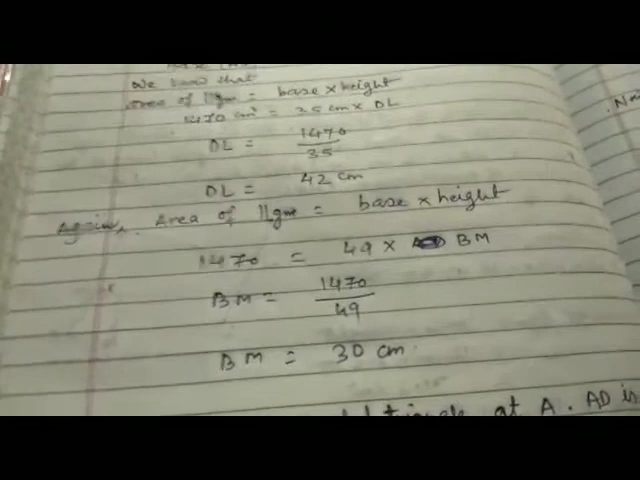 We know that
Area of ||gm = base × height
1470 cm² = 35 cm × DL
DL = 1470/35
DL = 42 cm
Again, Area of ||gm = base × height
1470 = 49 × BM
BM = 1470/49
BM = 30 cm.
at A. AD is